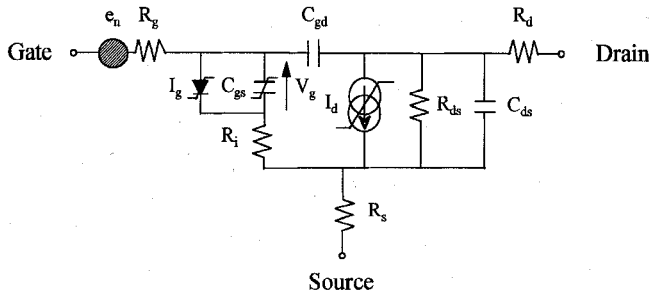 e_n R_g C_gd R_d
Gate Drain
I_g C_gs V_g I_d R_ds C_ds
R_i
R_s
Source